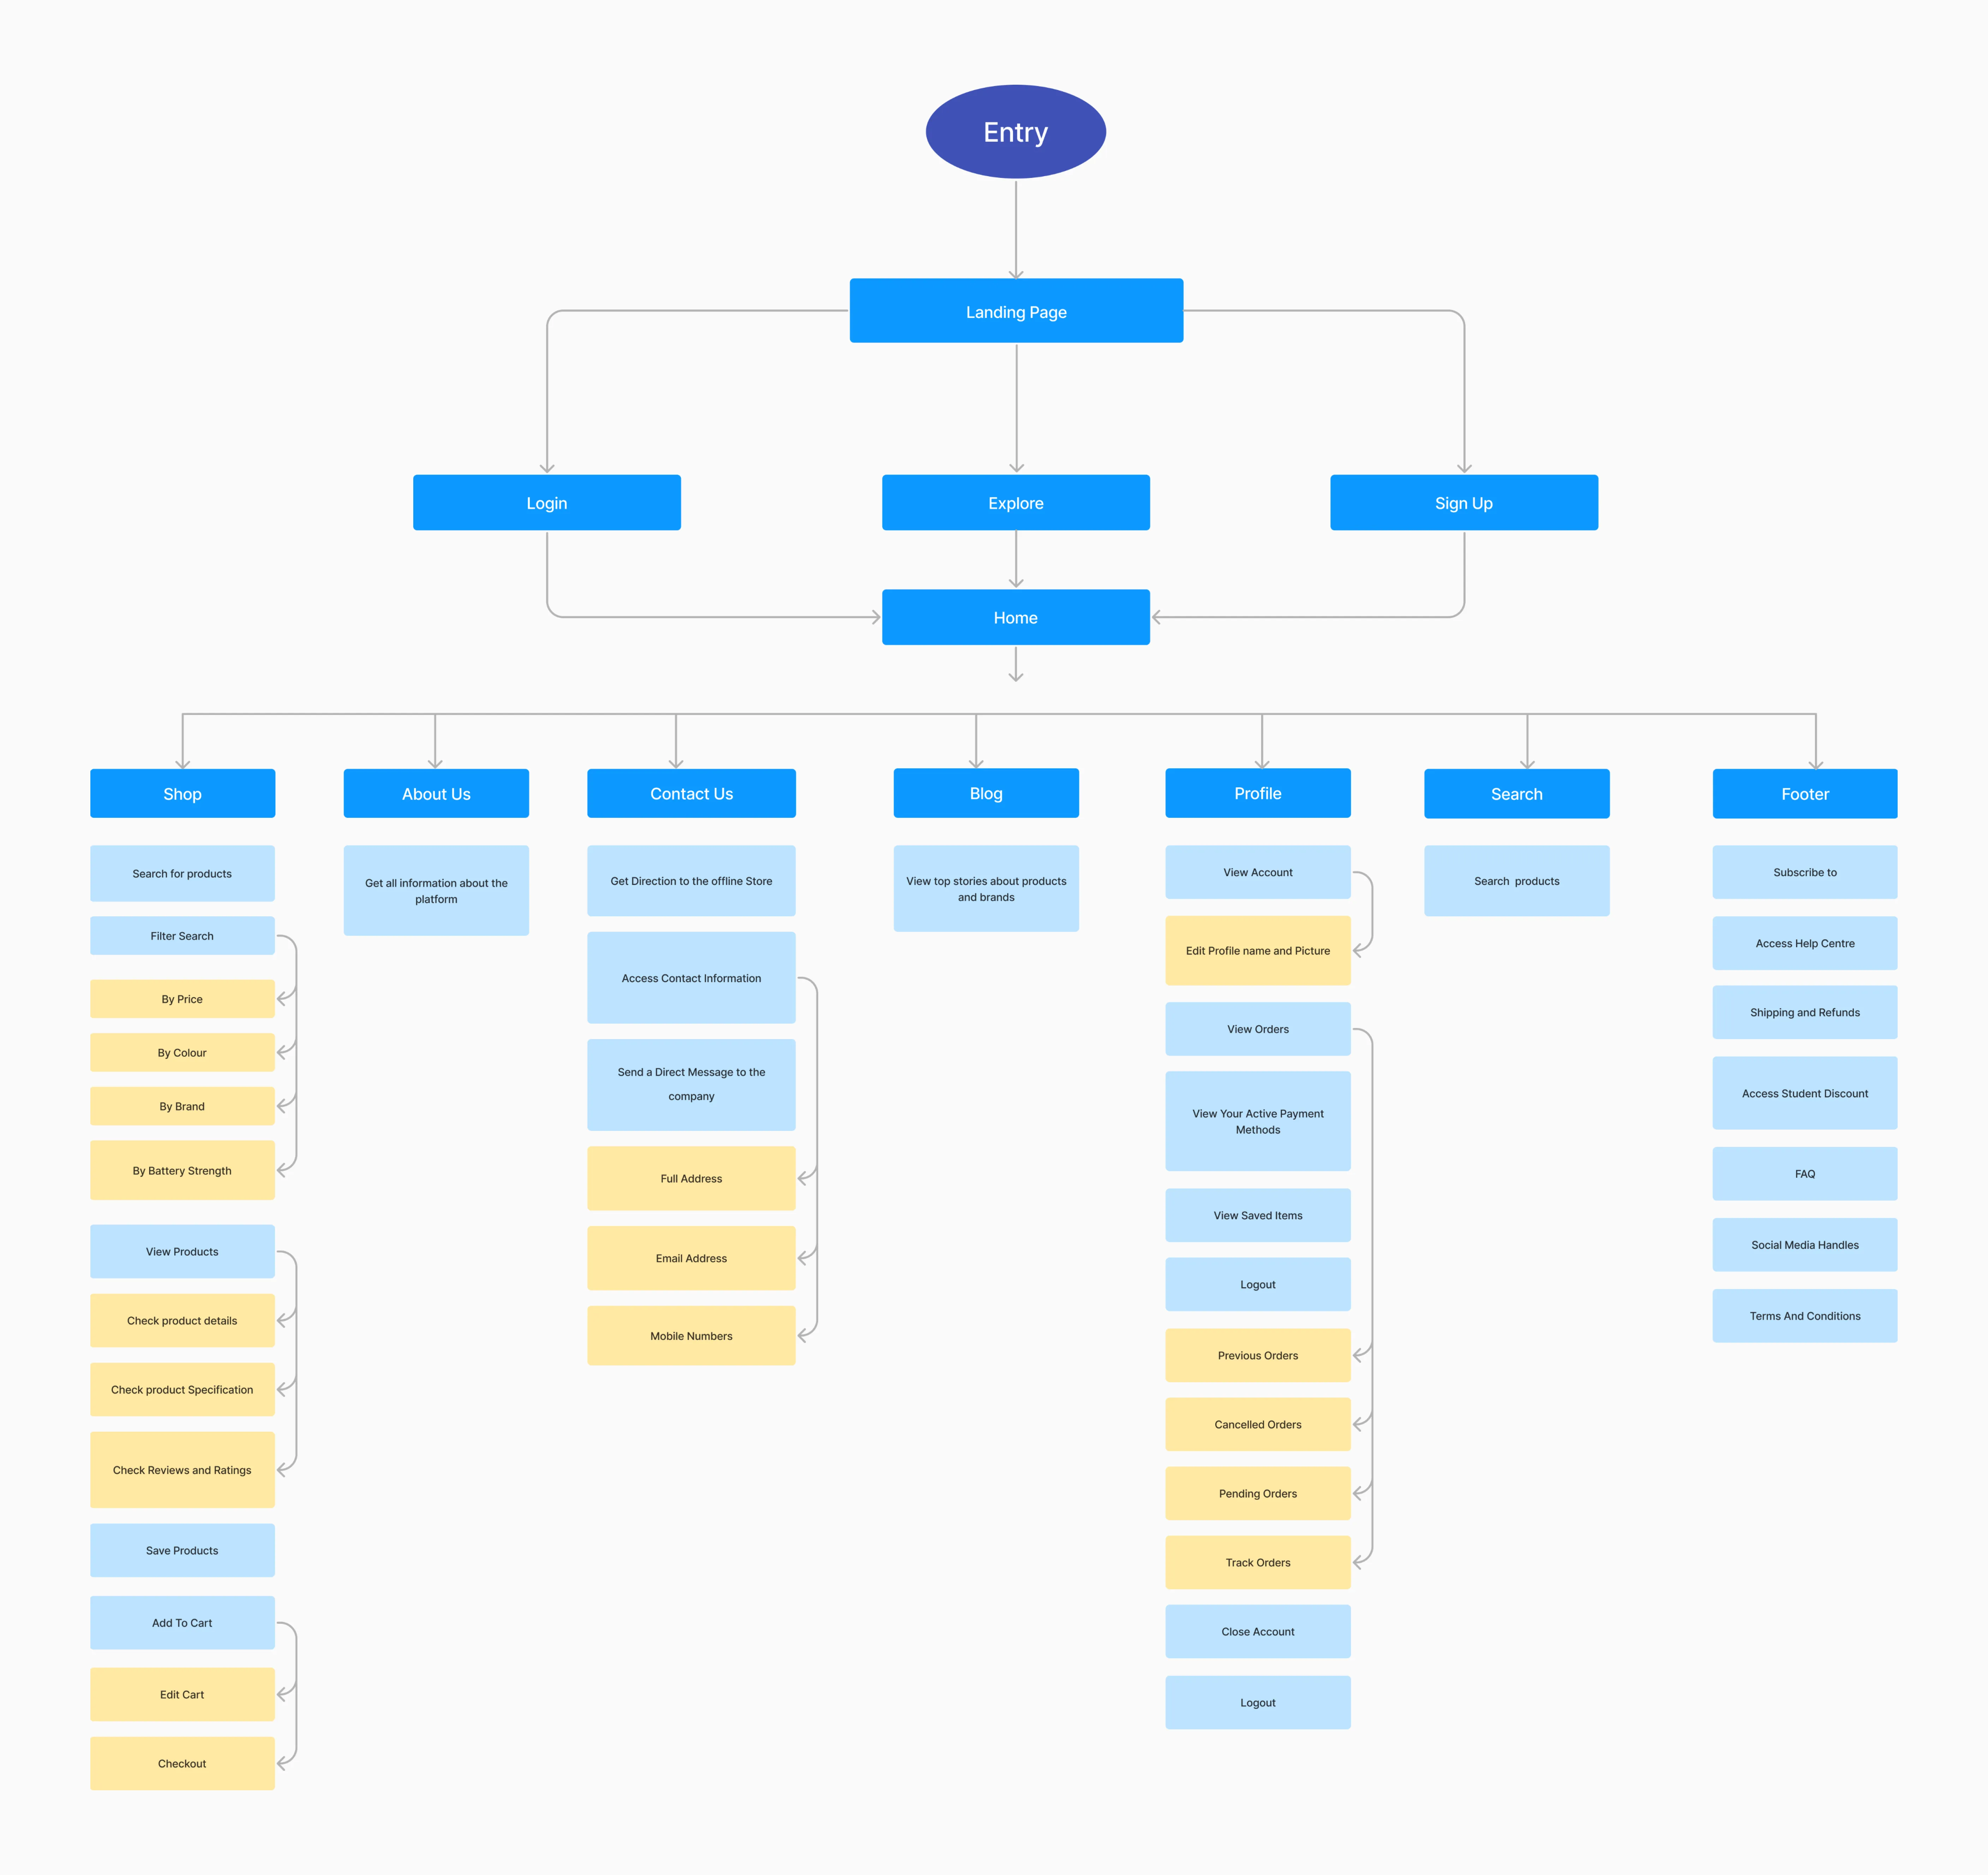 Entry
Landing Page
Login
Explore
Sign Up
Home
Shop
About Us
Contact Us
Blog
Profile
Search
Footer
Search for products
Filter Search
By Price
By Colour
By Brand
By Battery Strength
View Products
Check product details
Check product Specification
Check Reviews and Ratings
Save Products
Add To Cart
Edit Cart
Checkout
Get all information about the
platform
Get Direction to the offline Store
Access Contact Information
Send a Direct Message to the
company
Full Address
Email Address
Mobile Numbers
View top stories about products
and brands
View Account
Edit Profile name and Picture
View Orders
View Your Active Payment
Methods
View Saved Items
Logout
Previous Orders
Cancelled Orders
Pending Orders
Track Orders
Close Account
Logout
Search products
Subscribe to
Access Help Centre
Shipping and Refunds
Access Student Discount
FAQ
Social Media Handles
Terms And Conditions